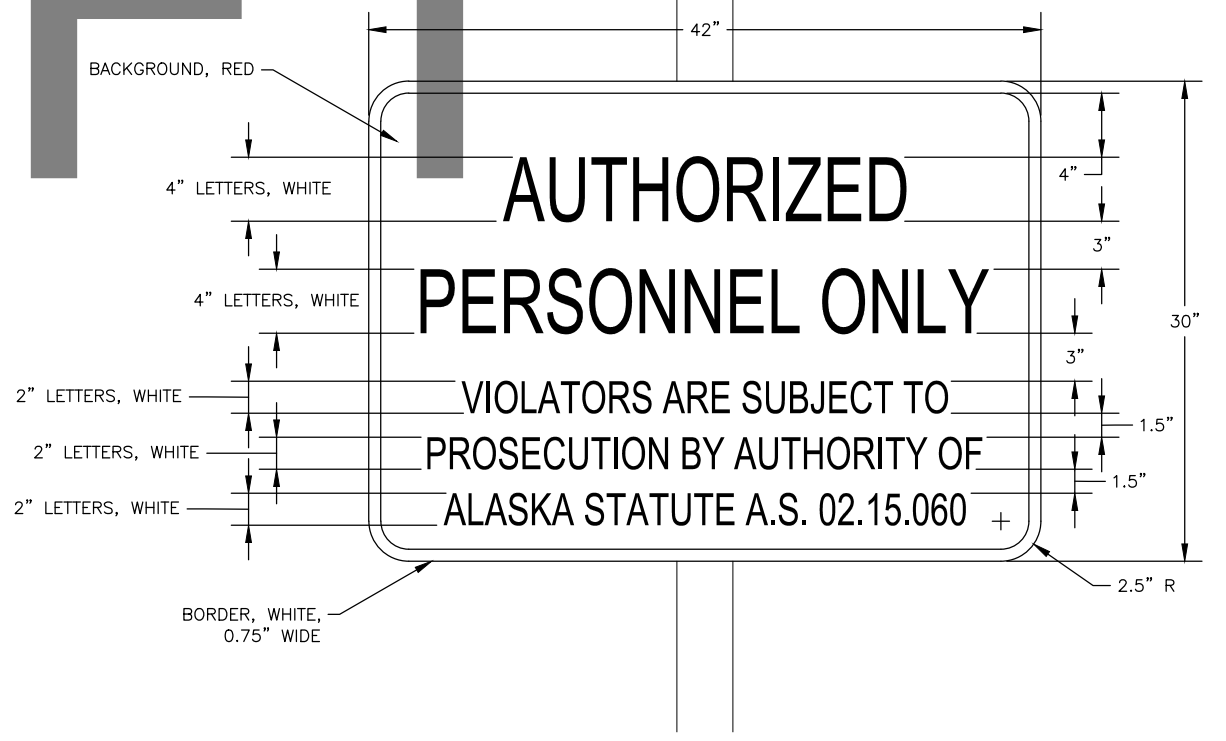 42”
BACKGROUND, RED
AUTHORIZED
4” LETTERS, WHITE
4”
3”
PERSONNEL ONLY
4” LETTERS, WHITE
30”
3”
VIOLATORS ARE SUBJECT TO
2” LETTERS, WHITE
1.5”
PROSECUTION BY AUTHORITY OF
2” LETTERS, WHITE
1.5”
ALASKA STATUTE A.S. 02.15.060
2” LETTERS, WHITE
2.5” R
BORDER, WHITE,
0.75” WIDE